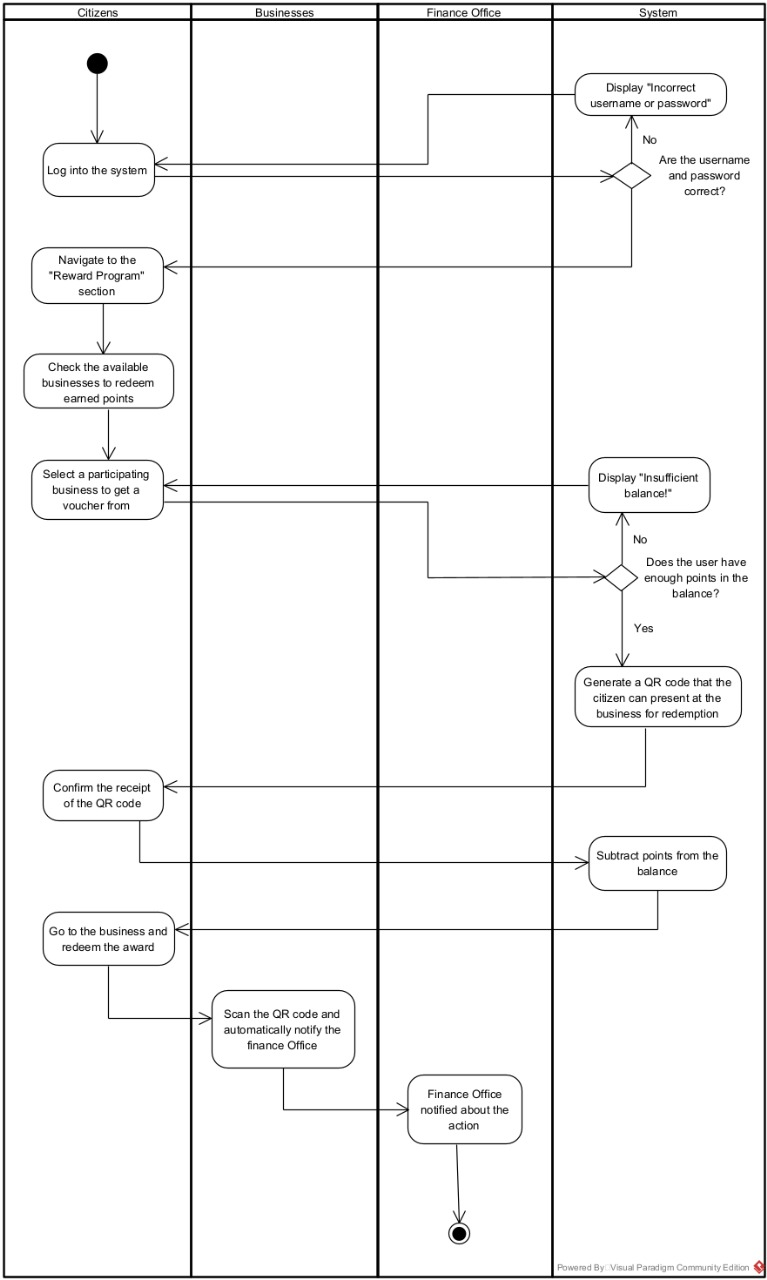 Citizens
Businesses
Finance Office
System
Display "Incorrect
username or password"
No
Are the username
and password
correct?
Log into the system
Navigate to the
"Reward Program"
section
Check the available
businesses to redeem
earned points
Select a participating
business to get a
voucher from
Display "Insufficient
balance!"
No
Does the user have
enough points in the
balance?
Yes
Generate a QR code that the
citizen can present at the
business for redemption
Confirm the receipt
of the QR code
Subtract points from the
balance
Go to the business and
redeem the award
Scan the QR code and
automatically notify the
finance Office
Finance Office
notified about the
action
Powered By Visual Paradigm Community Edition